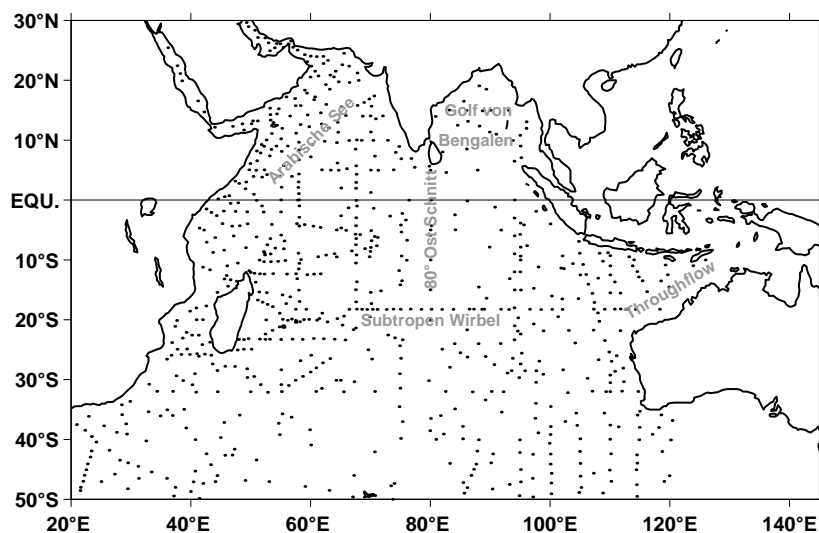 30°N
20°N
10°N
EQU.
10°S
20°S
30°S
40°S
50°S
20°E
40°E
60°E
80°E
100°E
120°E
140°E
Arabische See
Golf von
Bengalen
80° Ost Schnitt
Subtropen Wirbel
Throughflow